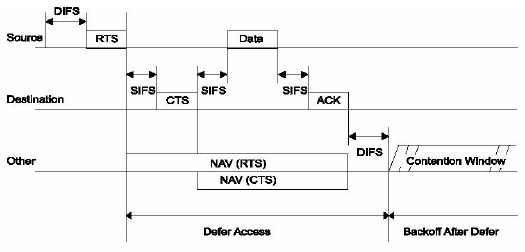 DIFS
Source RTS Data
SIFS SIFS SIFS
Destination CTS ACK
DIFS
Other NAV (RTS) Contention Window
NAV (CTS)
Defer Access Backoff After Defer